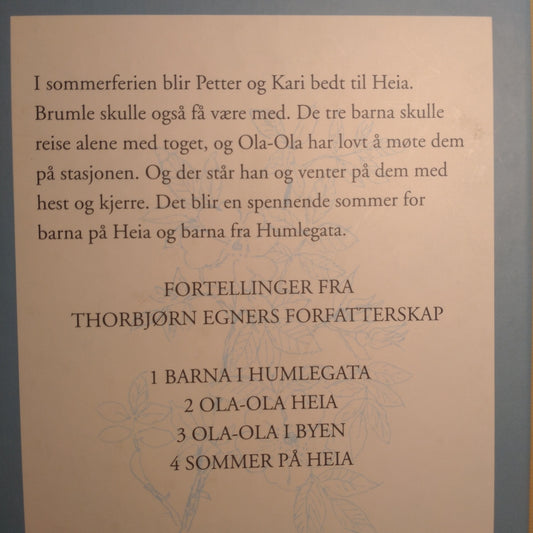 I sommerferien blir Petter og Kari bedt til Heia.
Brumle skulle også få være med. De tre barna skulle
reise alene med toget, og Ola-Ola har lovt å møte dem
på stasjonen. Og der står han og venter på dem med
hest og kjerre. Det blir en spennende sommer for
barna på Heia og barna fra Humlegata.
FORTELLINGER FRA
THORBJØRN EGNERS FORFATTERSKAP
1 BARNA I HUMLEGATA
2 OLA-OLA HEIA
3 OLA-OLA I BYEN
4 SOMMER PÅ HEIA